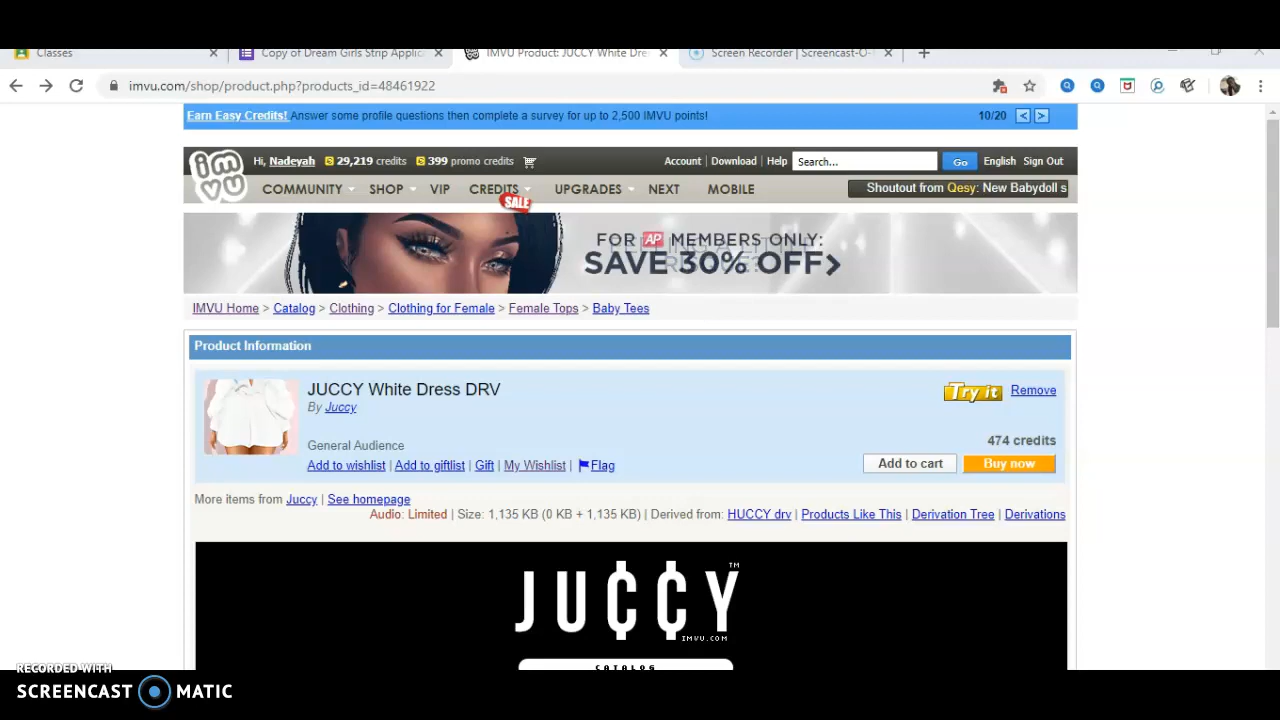 Classes
Copy of Dream Girls Strip Applic
IMVU Product: JUCCY White Dre
Screen Recorder | Screencast-O-
imvu.com/shop/product.php?products_id=48461922
Earn Easy Credits! Answer some profile questions then complete a survey for up to 2,500 IMVU points!
10/20 < >
imvu
Hi, Nadeyah 29,219 credits 399 promo credits
Account | Download | Help Search... Go English Sign Out
COMMUNITY SHOP VIP CREDITS UPGRADES NEXT MOBILE
Shoutout from Qesy: New Babydoll s
SALE
FOR AP MEMBERS ONLY:
SAVE 30% OFF>
IMVU Home > Catalog > Clothing > Clothing for Female > Female Tops > Baby Tees
Product Information
JUCCY White Dress DRV
Try it Remove
By Juccy
474 credits
General Audience
Add to wishlist | Add to giftlist | Gift | My Wishlist | Flag
Add to cart Buy now
More items from Juccy | See homepage
Audio: Limited | Size: 1,135 KB (0 KB + 1,135 KB) | Derived from: HUCCY drv | Products Like This | Derivation Tree | Derivations
JU₵₵Y™
IMVU.COM
CATALOG
RECORDED WITH
SCREENCAST MATIC